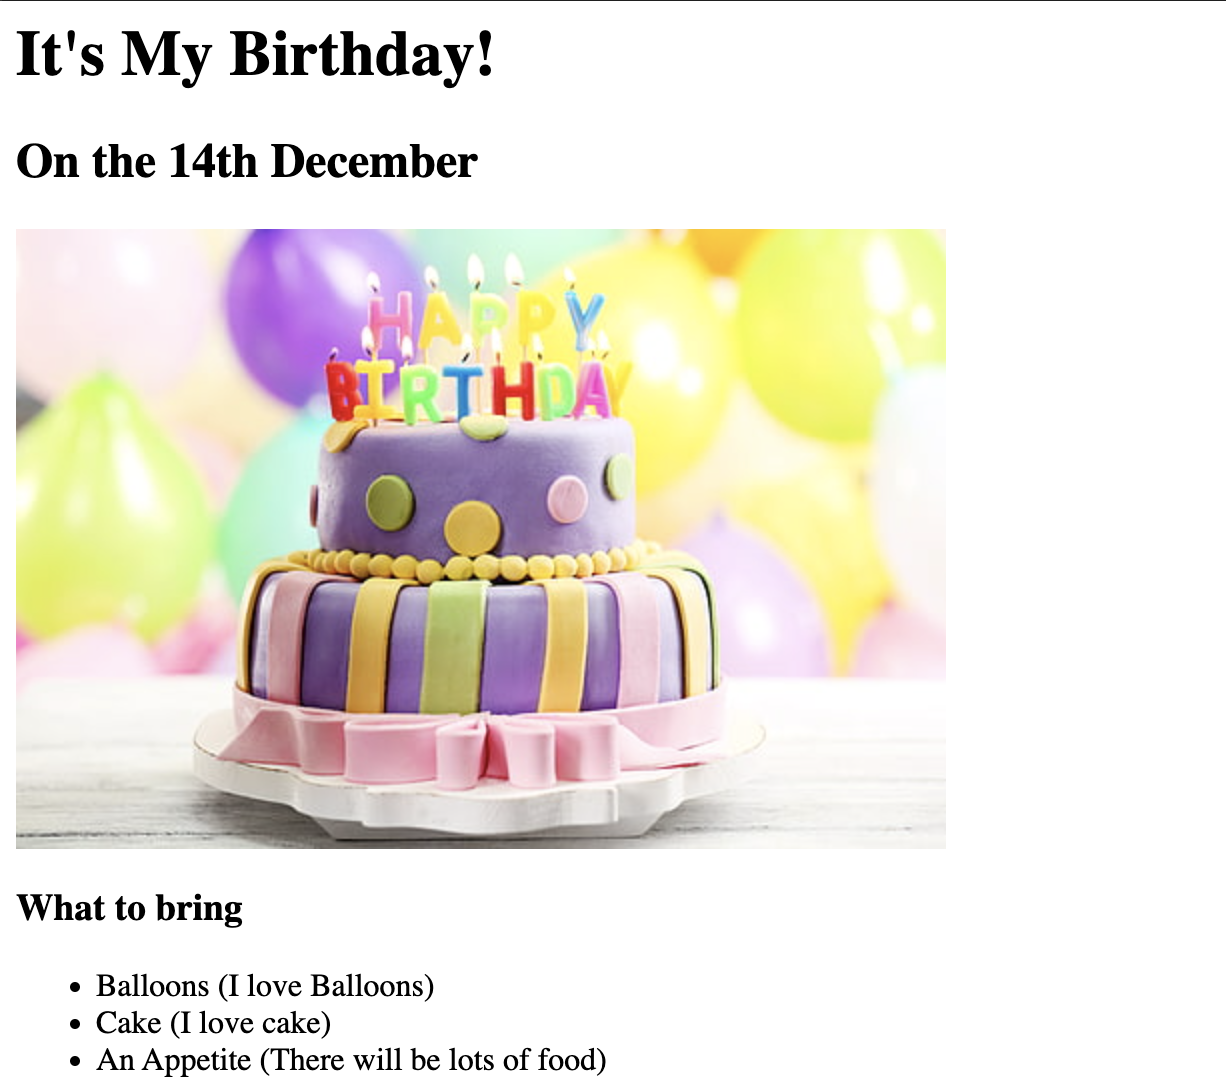 It's My Birthday!
On the 14th December
HAPPY
BIRTHDAY
What to bring
Balloons (I love Balloons)
Cake (I love cake)
An Appetite (There will be lots of food)